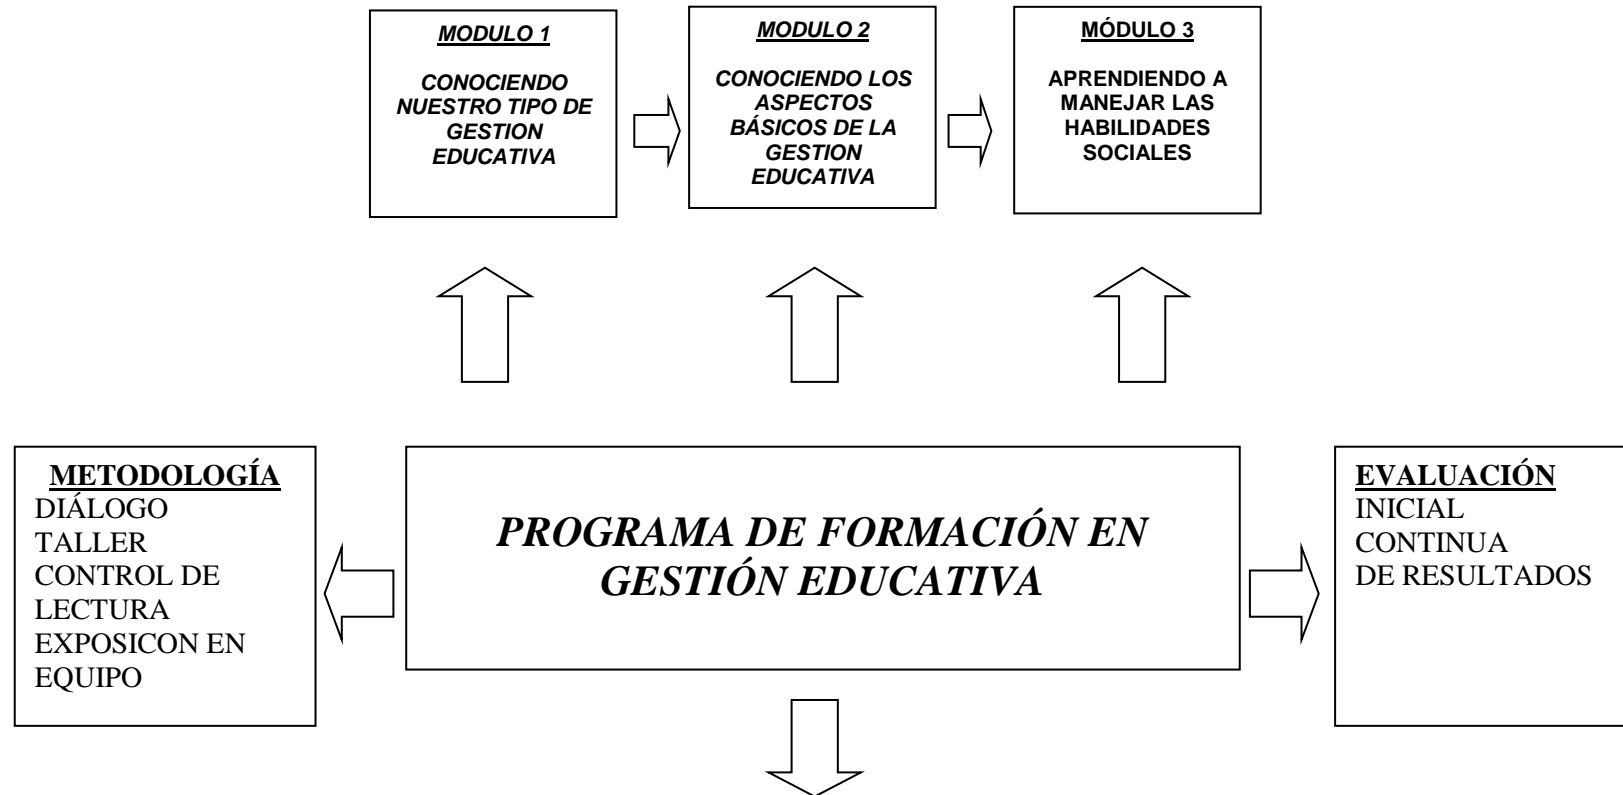 MODULO 1
CONOCIENDO
NUESTRO TIPO DE
GESTION
EDUCATIVA
MODULO 2
CONOCIENDO LOS
ASPECTOS
BÁSICOS DE LA
GESTION
EDUCATIVA
MÓDULO 3
APRENDIENDO A
MANEJAR LAS
HABILIDADES
SOCIALES
METODOLOGÍA
DIÁLOGO
TALLER
CONTROL DE
LECTURA
EXPOSICON EN
EQUIPO
PROGRAMA DE FORMACIÓN EN
GESTIÓN EDUCATIVA
EVALUACIÓN
INICIAL
CONTINUA
DE RESULTADOS